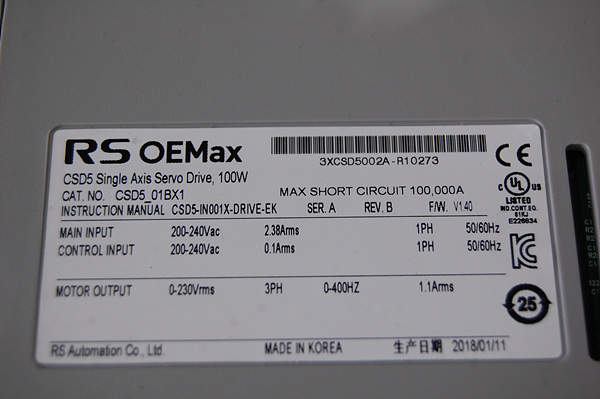 RS OEMax
3XCSD5002A-R10273
CSD5 Single Axis Servo Drive, 100W
CAT. NO. CSD5_01BX1
MAX SHORT CIRCUIT 100,000A
INSTRUCTION MANUAL CSD5-IN001X-DRIVE-EK SER. A REV. B F/W. V1.40
MAIN INPUT 200-240Vac 2.38Arms 1PH 50/60Hz
CONTROL INPUT 200-240Vac 0.1Arms 1PH 50/60Hz
MOTOR OUTPUT 0-230Vrms 3PH 0-400HZ 1.1Arms
RS Automation Co., Ltd. MADE IN KOREA 生产日期 2018/01/11
CE
C UL US
LISTED
IND.CONT.EQ.
61KJ
E226834
25